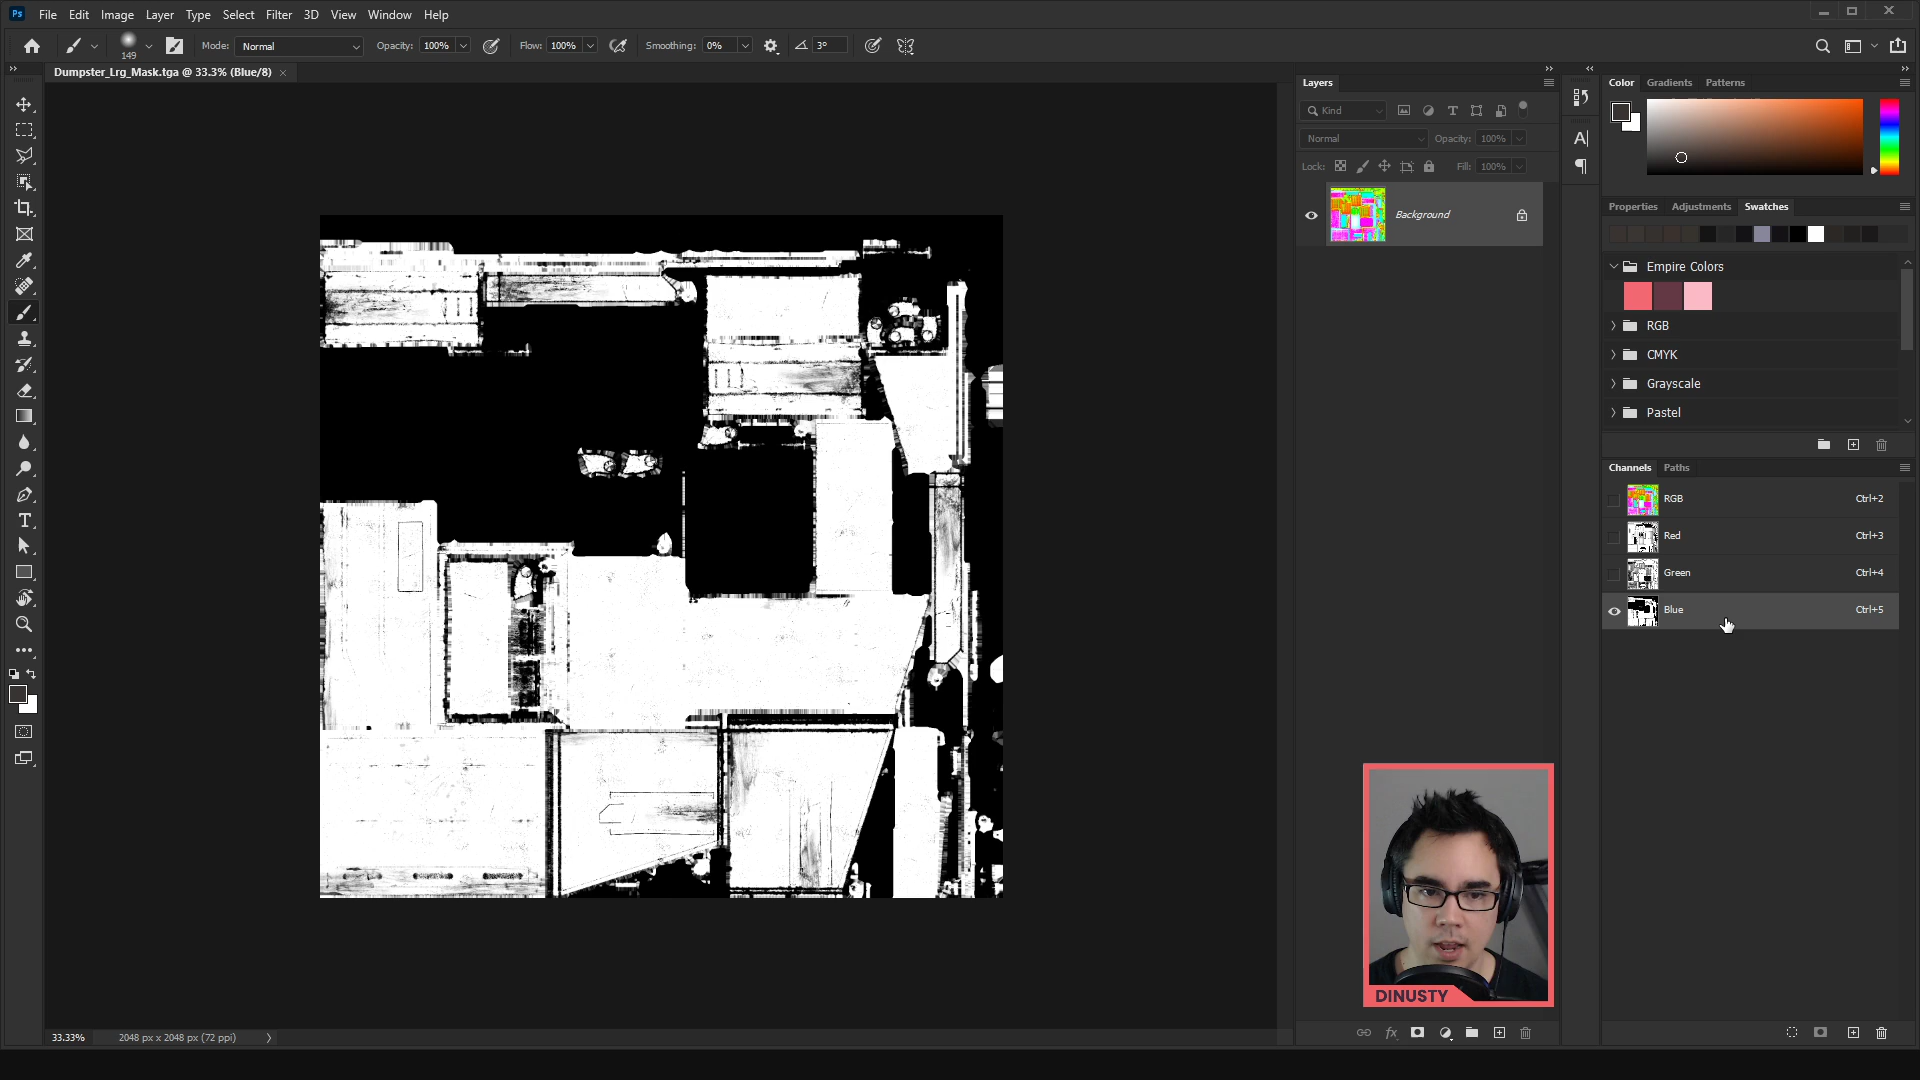 Ps File Edit Image Layer Type Select Filter 3D View Window Help
149 Mode: Normal Opacity: 100% Flow: 100% Smoothing: 0% 3°
Dumpster_Lrg_Mask.tga @ 33.3% (Blue/8)
Layers
Kind
Normal Opacity: 100%
Lock: Fill: 100%
Background
Color Gradients Patterns
Properties Adjustments Swatches
Empire Colors
RGB
CMYK
Grayscale
Pastel
Channels Paths
RGB Ctrl+2
Red Ctrl+3
Green Ctrl+4
Blue Ctrl+5
DINUSTY
fx
33.33% 2048 px x 2048 px (72 ppi)